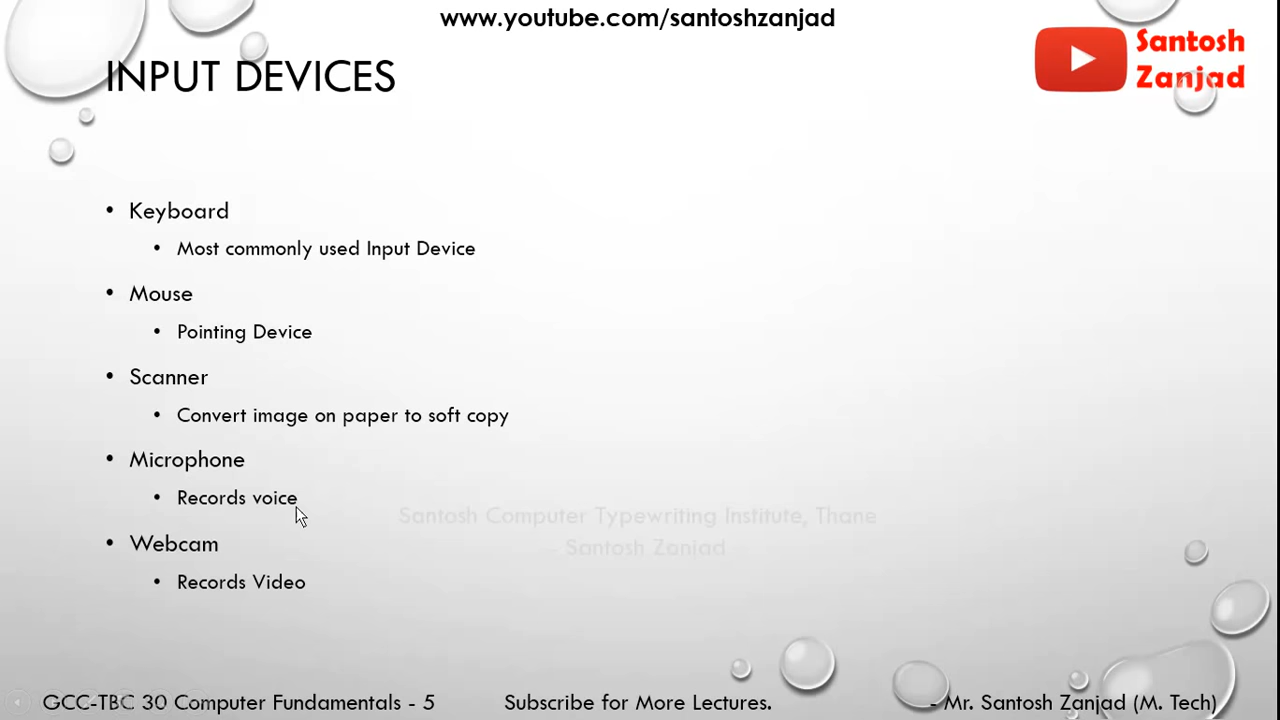 www.youtube.com/santoshzanjad
Santosh
Zanjad
INPUT DEVICES
• Keyboard
• Most commonly used Input Device
• Mouse
• Pointing Device
• Scanner
• Convert image on paper to soft copy
• Microphone
• Records voice
• Webcam
• Records Video
Santosh Computer Typewriting Institute, Thane
- Santosh Zanjad
GCC-TBC 30 Computer Fundamentals - 5
Subscribe for More Lectures.
- Mr. Santosh Zanjad (M. Tech)